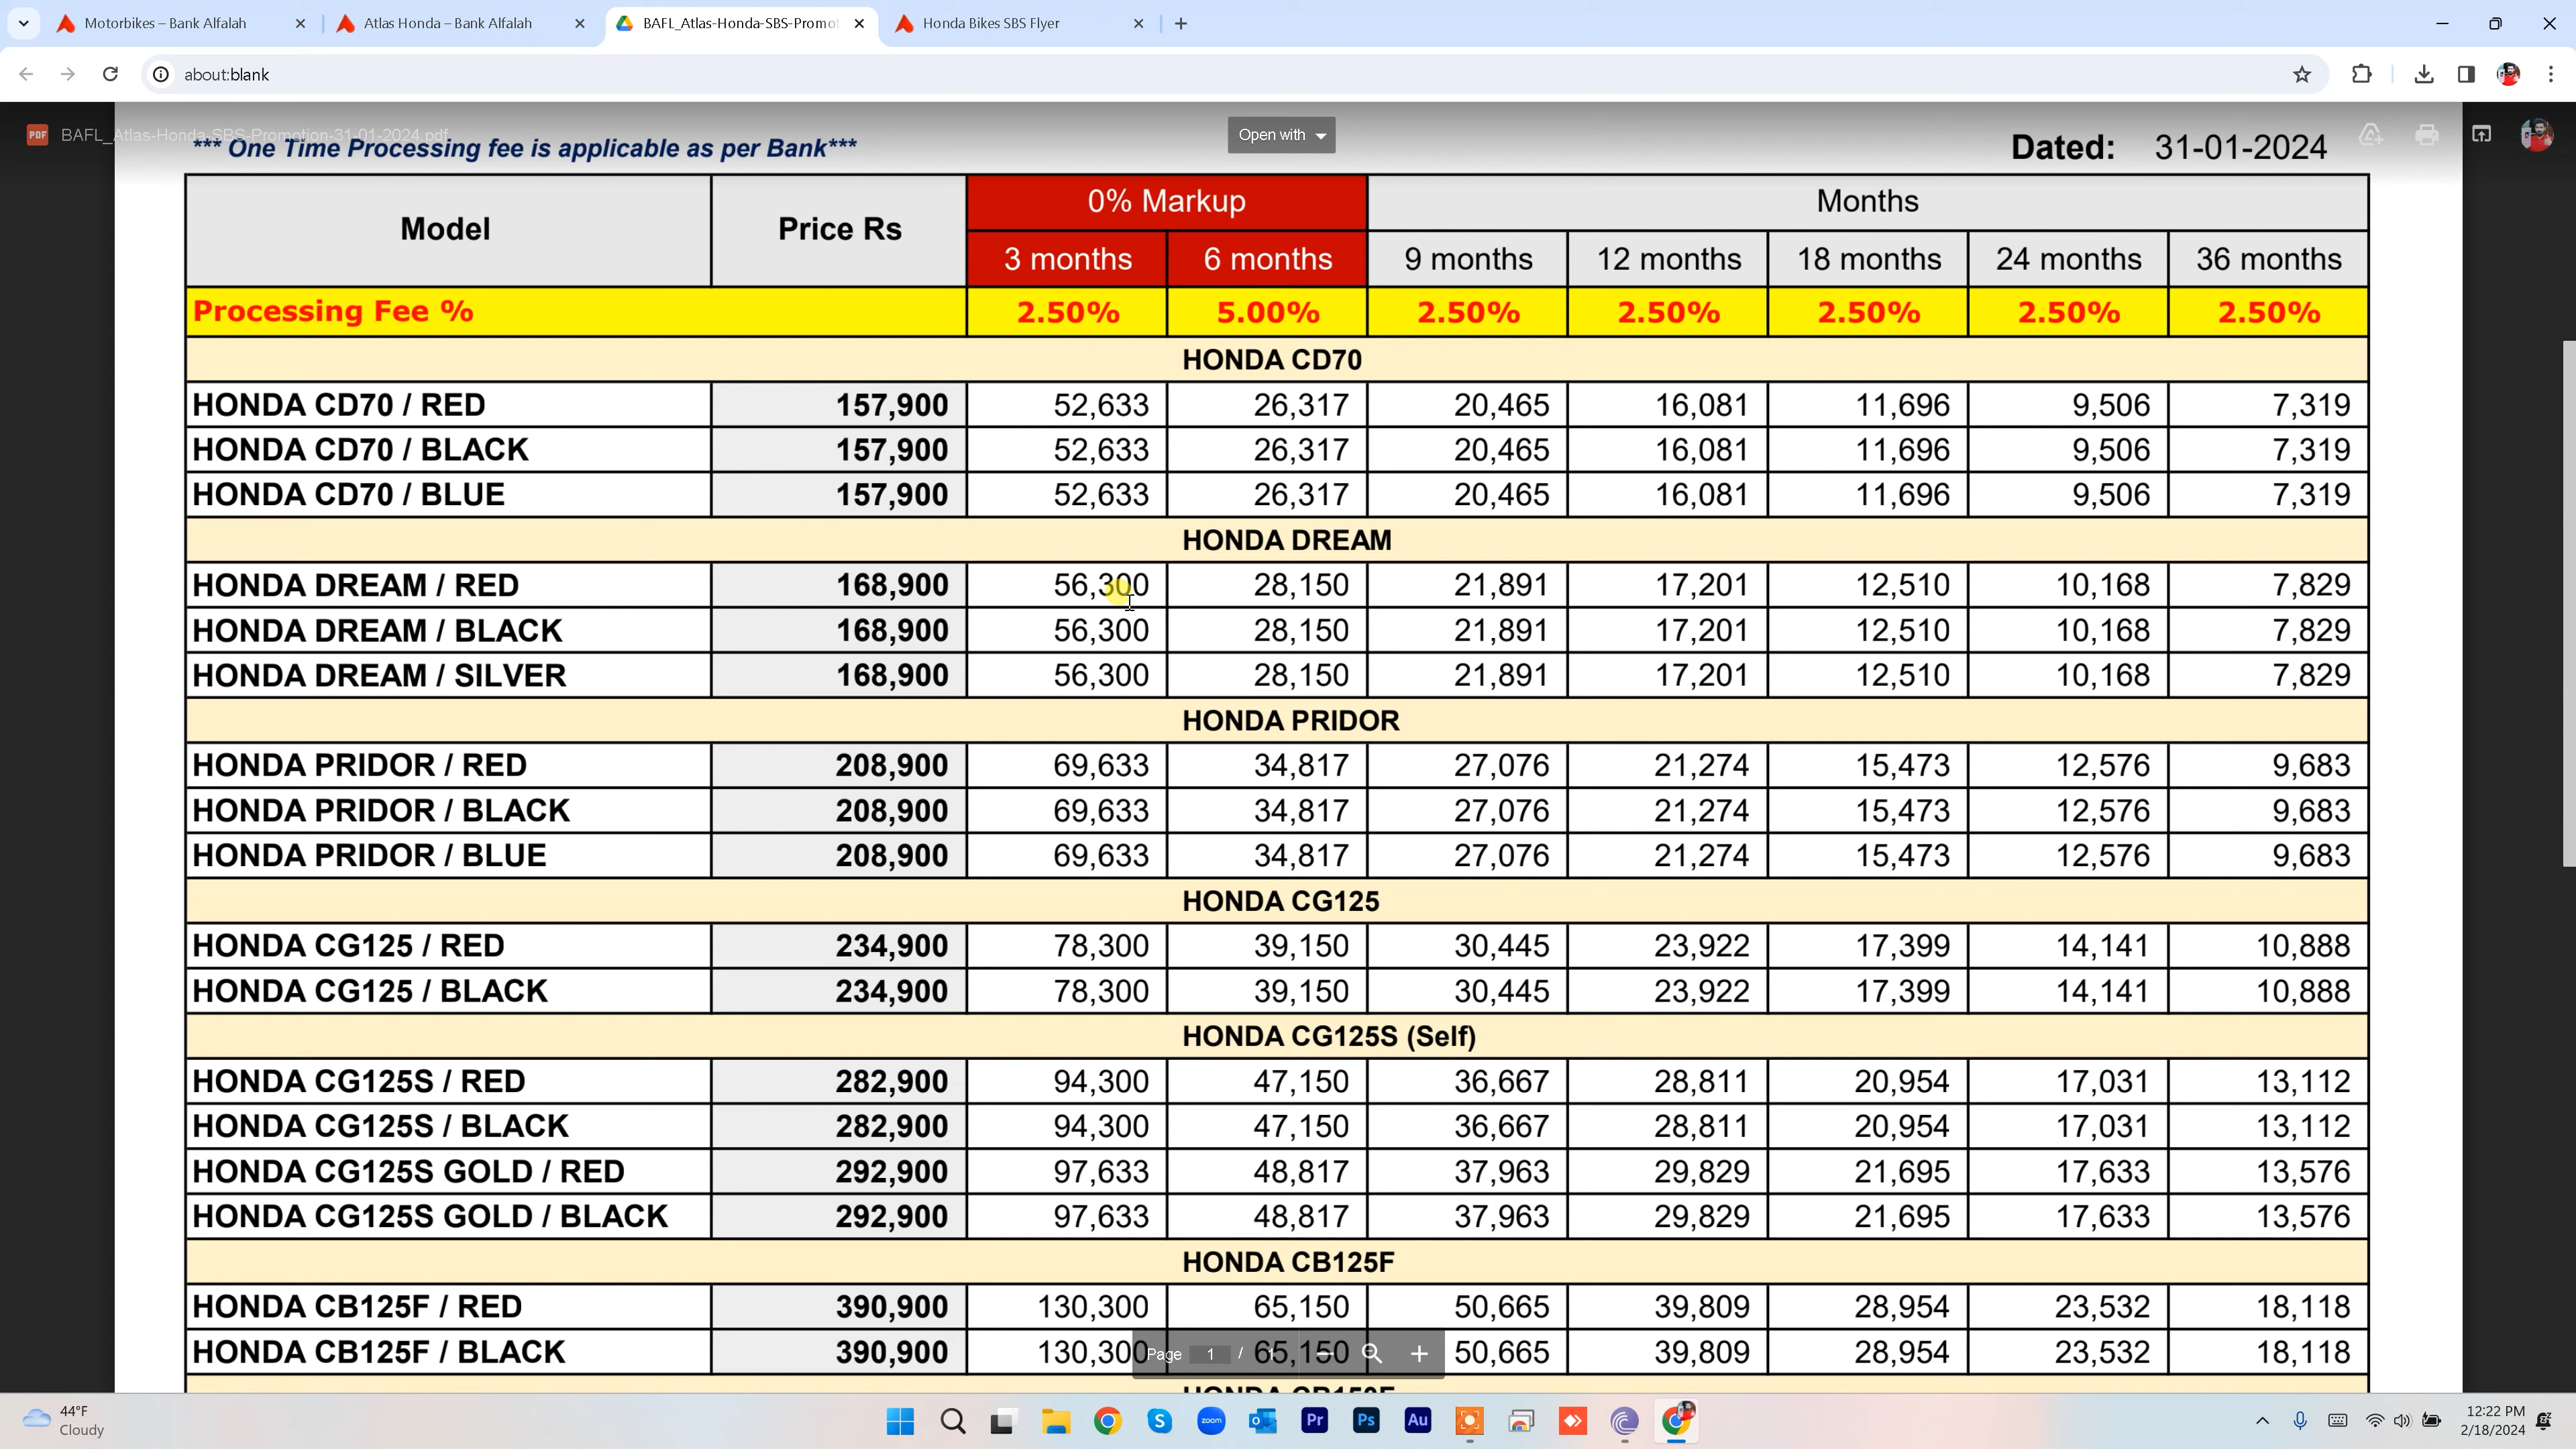 Motorbikes – Bank Alfalah
Atlas Honda – Bank Alfalah
BAFL_Atlas-Honda-SBS-Promo
Honda Bikes SBS Flyer
about:blank
PDF BAFL_Atlas-Honda-SBS-Promotion-31-01-2024.pdf
Open with
*** One Time Processing fee is applicable as per Bank***
Dated: 31-01-2024
Model Price Rs 0% Markup Months
3 months 6 months 9 months 12 months 18 months 24 months 36 months
Processing Fee % 2.50% 5.00% 2.50% 2.50% 2.50% 2.50% 2.50%
HONDA CD70
HONDA CD70 / RED 157,900 52,633 26,317 20,465 16,081 11,696 9,506 7,319
HONDA CD70 / BLACK 157,900 52,633 26,317 20,465 16,081 11,696 9,506 7,319
HONDA CD70 / BLUE 157,900 52,633 26,317 20,465 16,081 11,696 9,506 7,319
HONDA DREAM
HONDA DREAM / RED 168,900 56,300 28,150 21,891 17,201 12,510 10,168 7,829
HONDA DREAM / BLACK 168,900 56,300 28,150 21,891 17,201 12,510 10,168 7,829
HONDA DREAM / SILVER 168,900 56,300 28,150 21,891 17,201 12,510 10,168 7,829
HONDA PRIDOR
HONDA PRIDOR / RED 208,900 69,633 34,817 27,076 21,274 15,473 12,576 9,683
HONDA PRIDOR / BLACK 208,900 69,633 34,817 27,076 21,274 15,473 12,576 9,683
HONDA PRIDOR / BLUE 208,900 69,633 34,817 27,076 21,274 15,473 12,576 9,683
HONDA CG125
HONDA CG125 / RED 234,900 78,300 39,150 30,445 23,922 17,399 14,141 10,888
HONDA CG125 / BLACK 234,900 78,300 39,150 30,445 23,922 17,399 14,141 10,888
HONDA CG125S (Self)
HONDA CG125S / RED 282,900 94,300 47,150 36,667 28,811 20,954 17,031 13,112
HONDA CG125S / BLACK 282,900 94,300 47,150 36,667 28,811 20,954 17,031 13,112
HONDA CG125S GOLD / RED 292,900 97,633 48,817 37,963 29,829 21,695 17,633 13,576
HONDA CG125S GOLD / BLACK 292,900 97,633 48,817 37,963 29,829 21,695 17,633 13,576
HONDA CB125F
HONDA CB125F / RED 390,900 130,300 65,150 50,665 39,809 28,954 23,532 18,118
HONDA CB125F / BLACK 390,900 130,300 65,150 50,665 39,809 28,954 23,532 18,118
Page 1 / 1
HONDA CB150F
44°F
Cloudy
zoom
Pr
Ps
Au
12:22 PM
2/18/2024